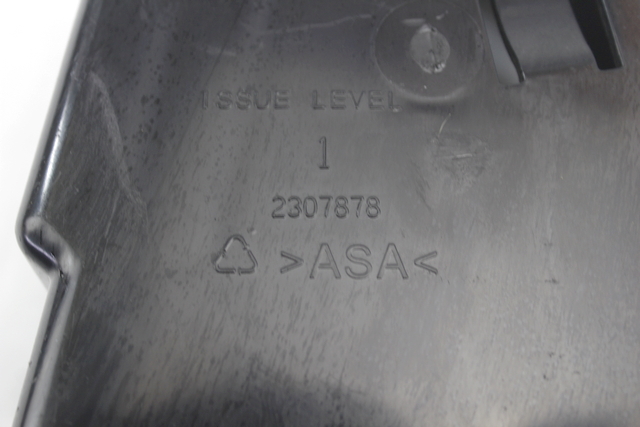 ISSUE LEVEL
1
2307878
>ASA<